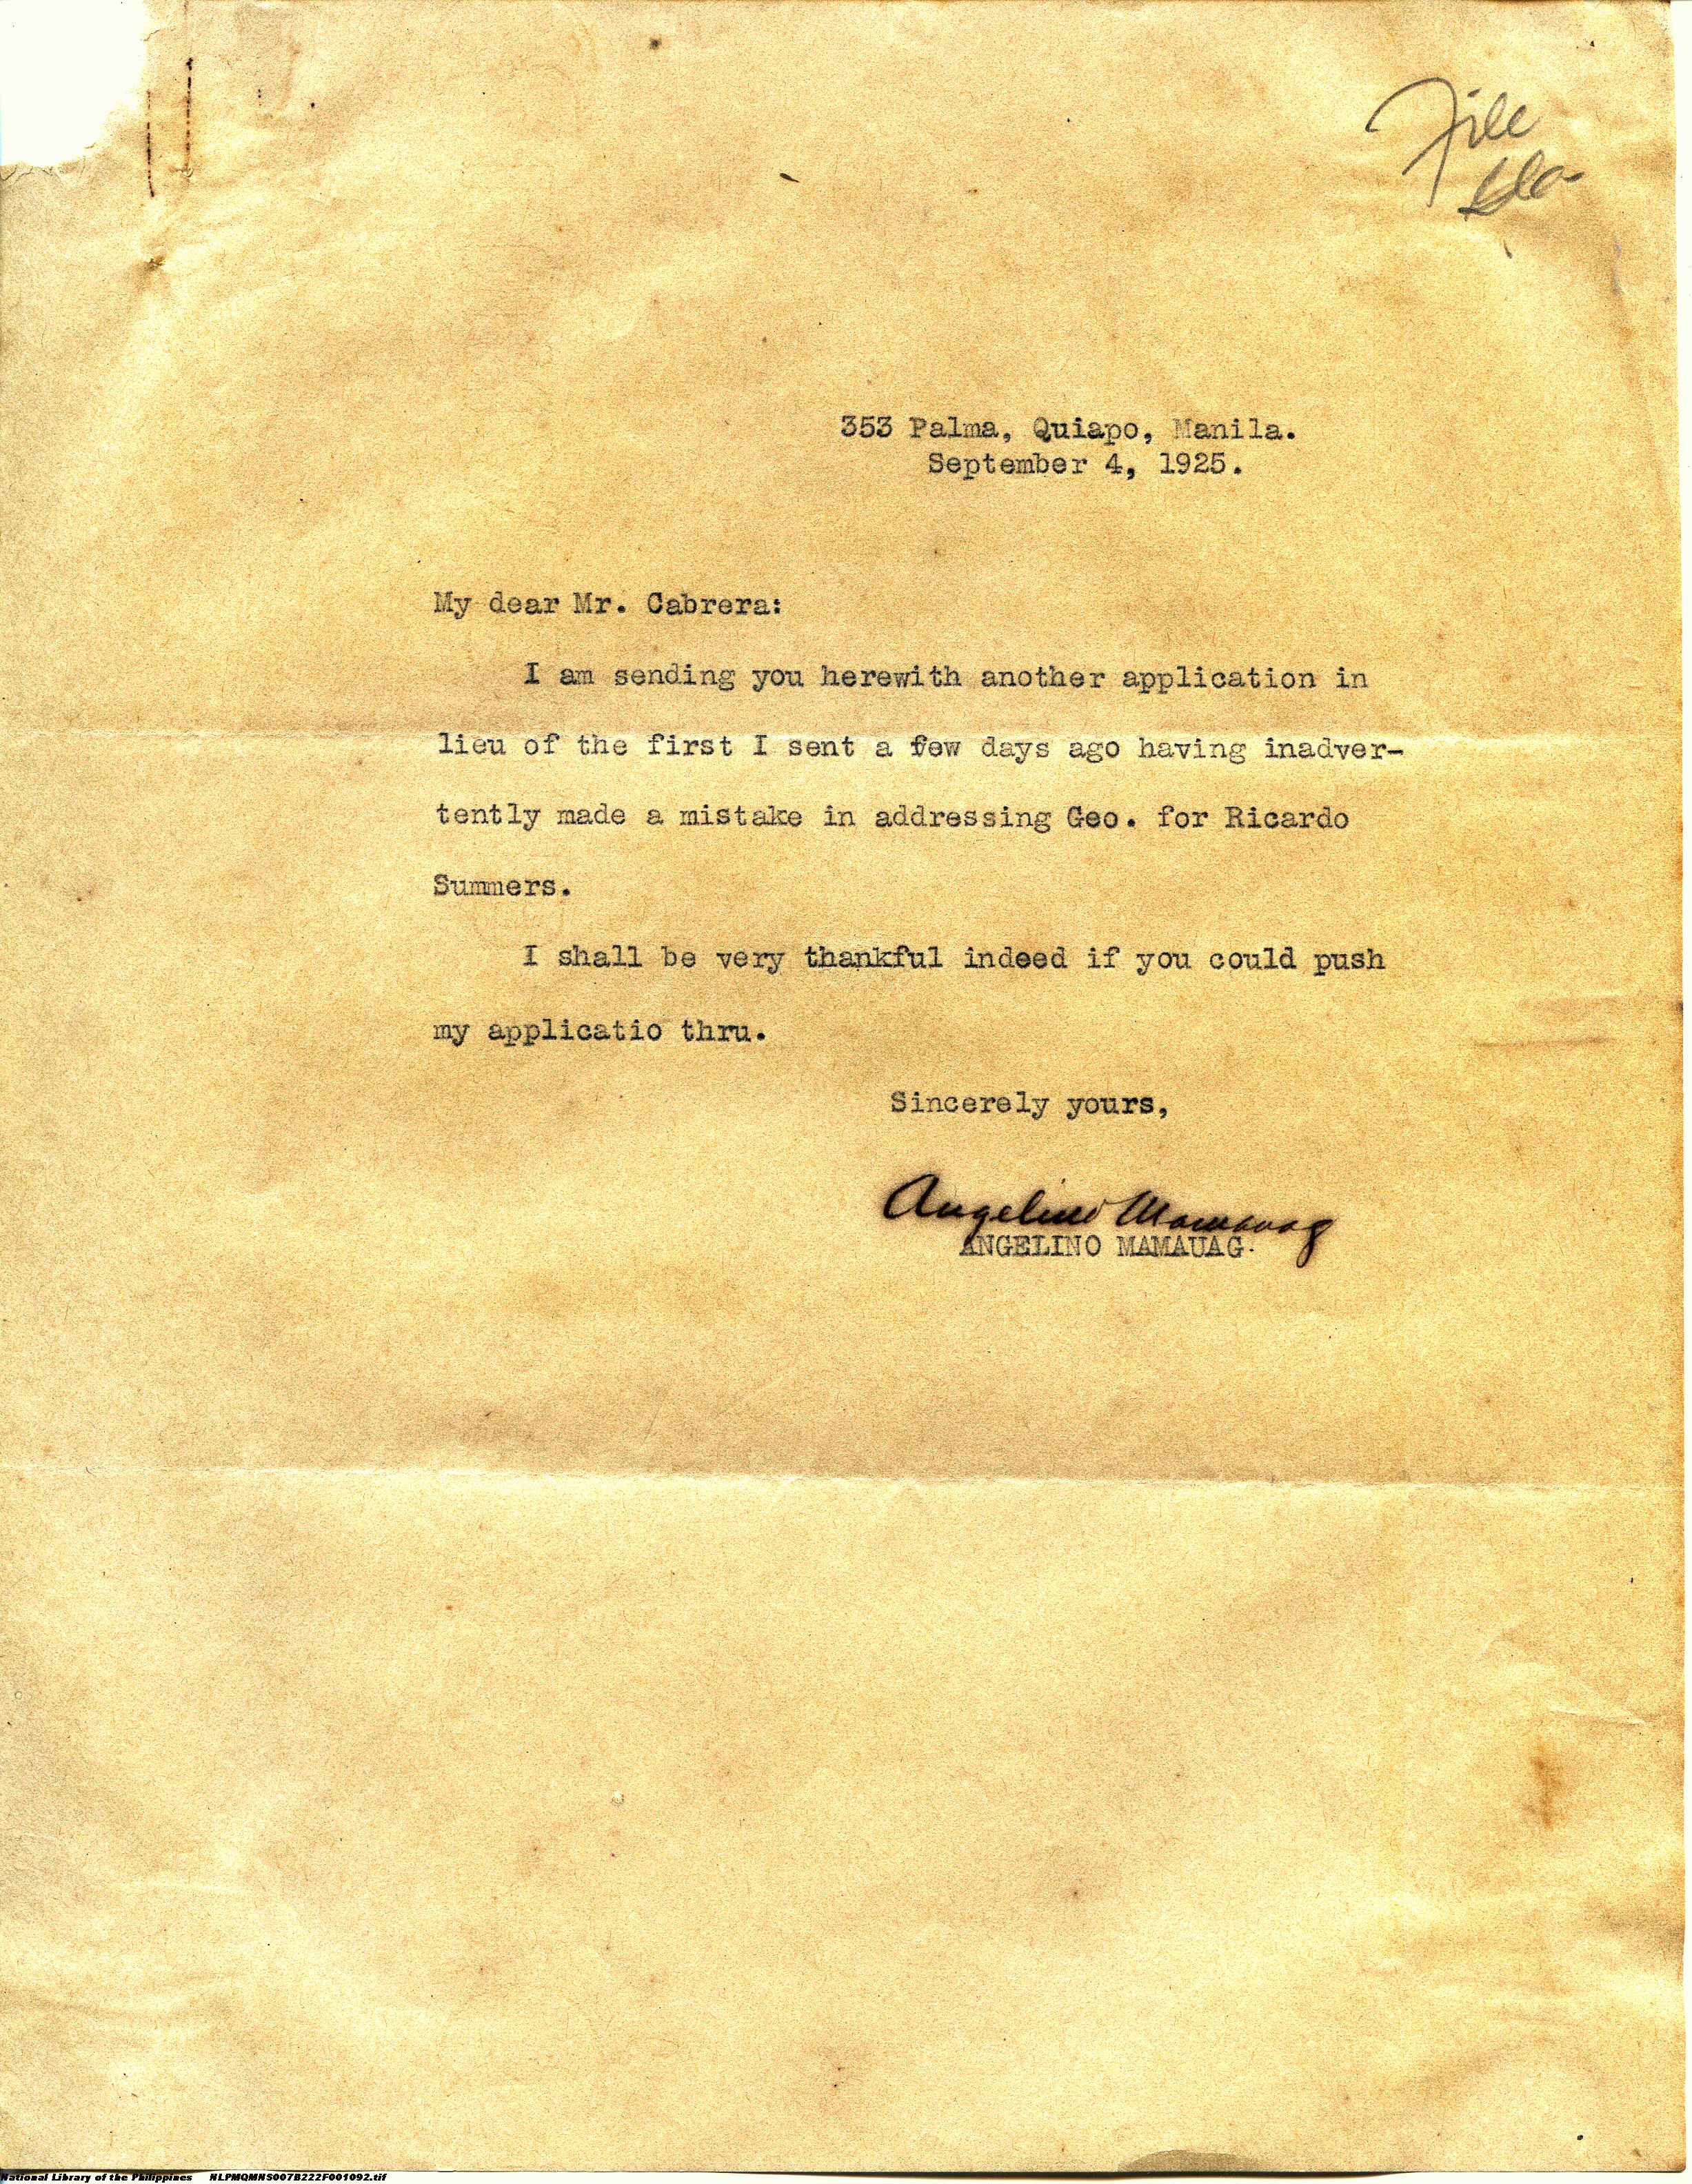 File
353 Palma, Quiapo, Manila.
September 4, 1925.
My dear Mr. Cabrera:
I am sending you herewith another application in
lieu of the first I sent a few days ago having inadver-
tently made a mistake in addressing Geo. for Ricardo
Summers.
I shall be very thankful indeed if you could push
my applicatio thru.
Sincerely yours,
Angelino Mamauag
ANGELINO MAMAUAG.
National Library of the Philippines NLPMQMNS007B222F001092.tif